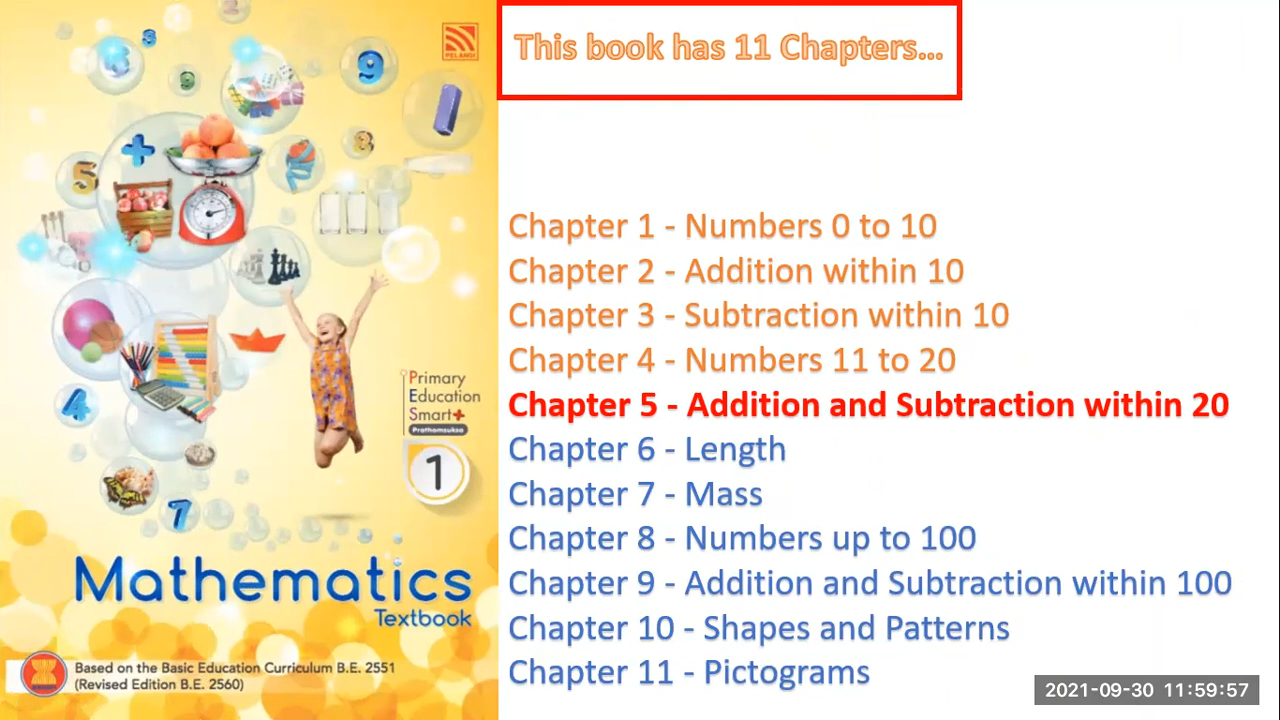 PELANGI
Primary
Education
Smart+
Prathomsuksa
1
Mathematics
Textbook
Based on the Basic Education Curriculum B.E. 2551
(Revised Edition B.E. 2560)
This book has 11 Chapters...
Chapter 1 - Numbers 0 to 10
Chapter 2 - Addition within 10
Chapter 3 - Subtraction within 10
Chapter 4 - Numbers 11 to 20
Chapter 5 - Addition and Subtraction within 20
Chapter 6 - Length
Chapter 7 - Mass
Chapter 8 - Numbers up to 100
Chapter 9 - Addition and Subtraction within 100
Chapter 10 - Shapes and Patterns
Chapter 11 - Pictograms
2021-09-30 11:59:57